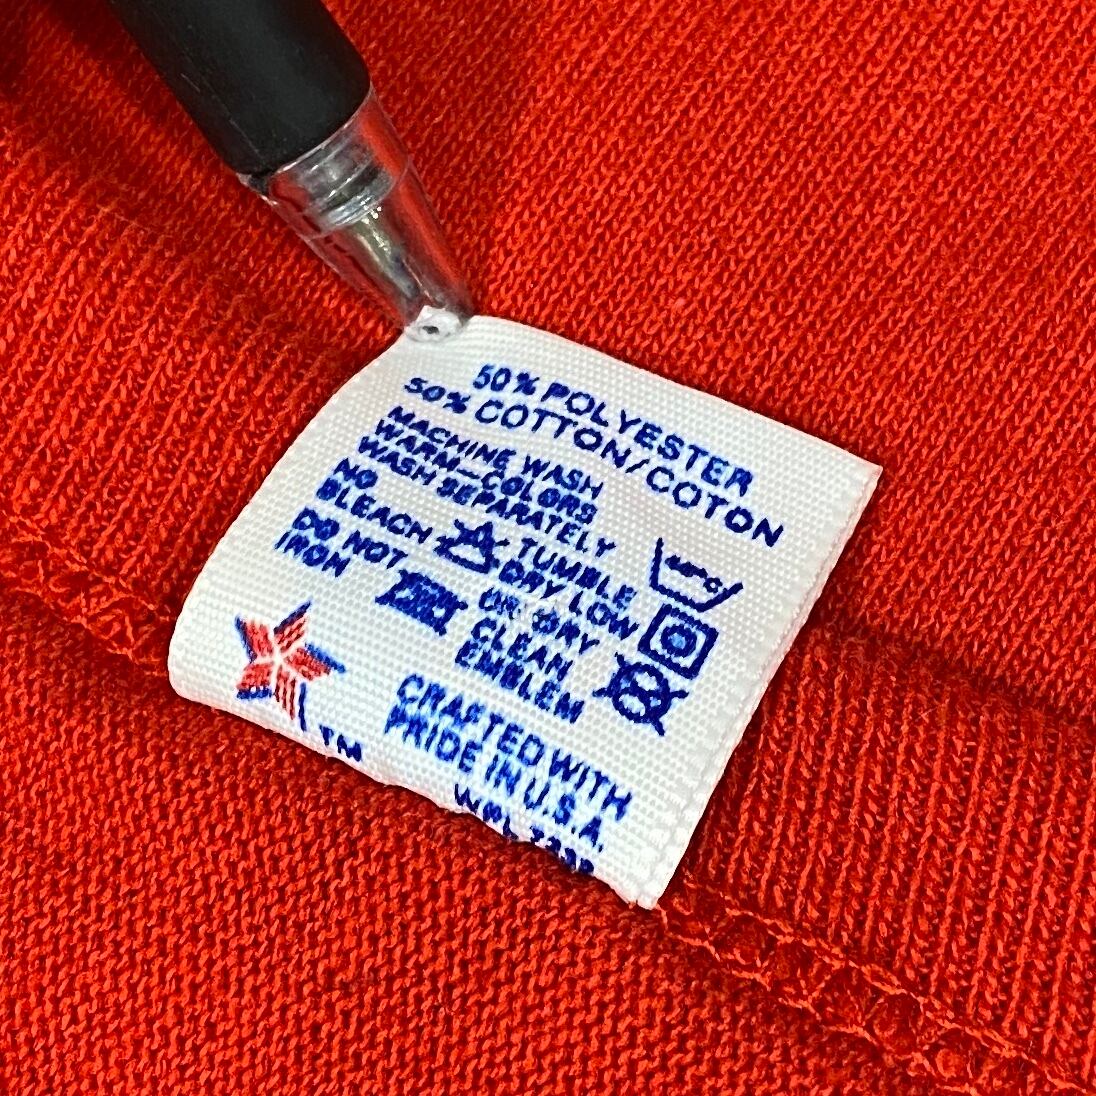 50% POLYESTER
50% COTTON/COTON
MACHINE WASH
WARM—COLORS
WASH SEPARATELY
NO
BLEACH
TUMBLE
DRY LOW
DO NOT
IRON
OR DRY
CLEAN
EMBLEM
TM
CRAFTED WITH
PRIDE IN U.S.A.